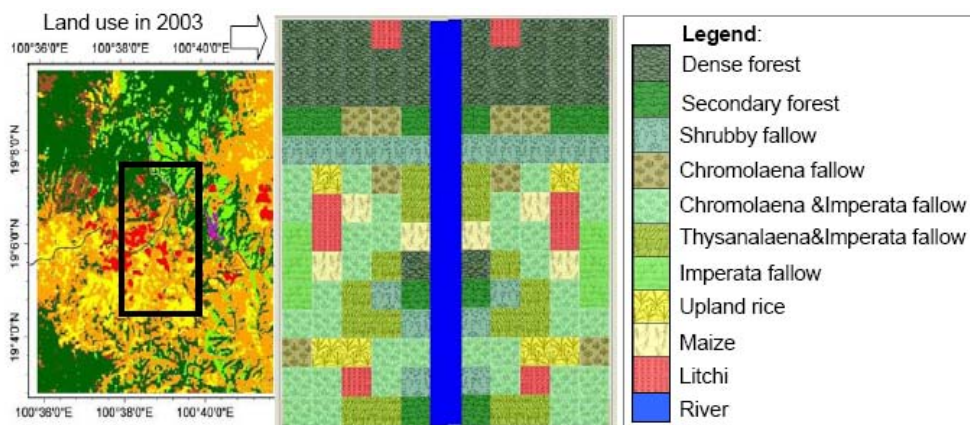 Land use in 2003
100°36'0"E 100°38'0"E 100°40'0"E
19°8'0"N
19°6'0"N
19°4'0"N
100°36'0"E 100°38'0"E 100°40'0"E
Legend:
Dense forest
Secondary forest
Shrubby fallow
Chromolaena fallow
Chromolaena &Imperata fallow
Thysanalaena&Imperata fallow
Imperata fallow
Upland rice
Maize
Litchi
River